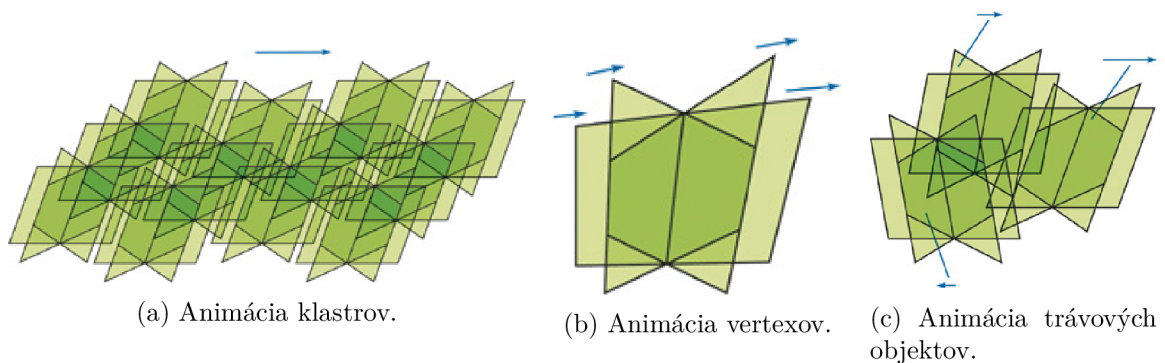 (a) Animácia klastrov.
(b) Animácia vertexov.
(c) Animácia trávových
objektov.